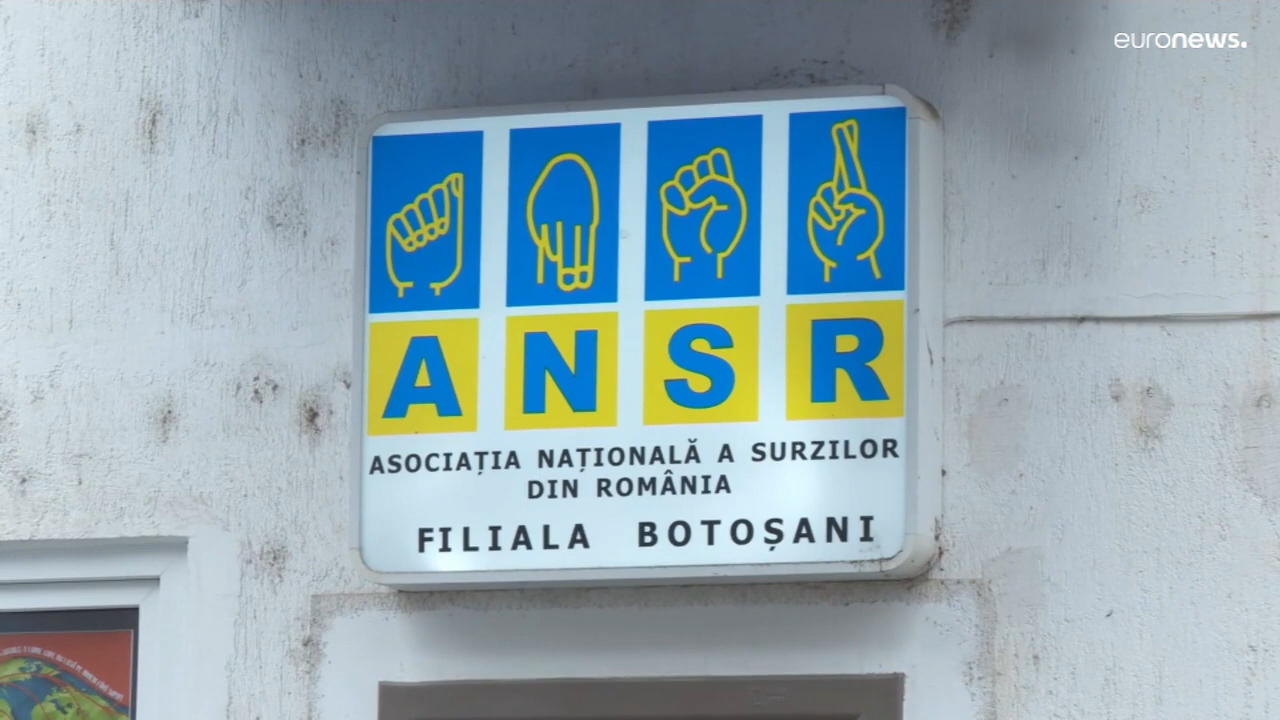 euronews.
ANSR
ASOCIAȚIA NAȚIONALĂ A SURZILOR
DIN ROMÂNIA
FILIALA BOTOȘANI